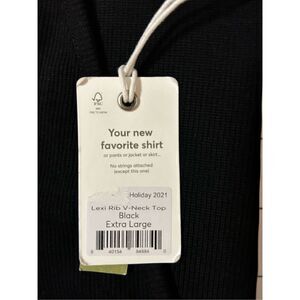 FSC
Your new
favorite shirt
or pants or jacket or skirt...
No strings attached
(except this one)
Holiday 2021
Lexi Rib V-Neck Top
Black
Extra Large